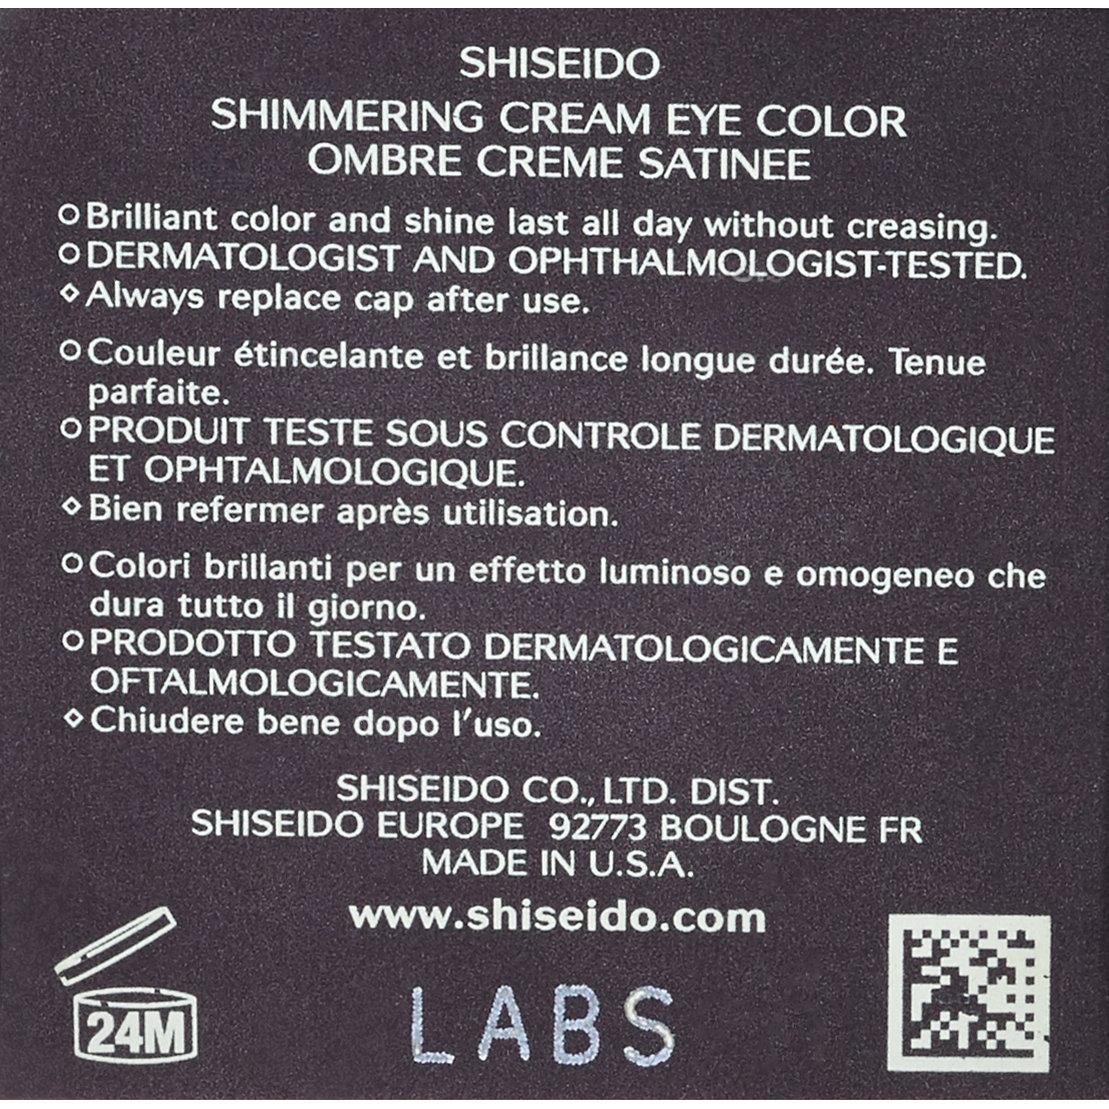 SHISEIDO
SHIMMERING CREAM EYE COLOR
OMBRE CREME SATINEE
Brilliant color and shine last all day without creasing.
DERMATOLOGIST AND OPHTHALMOLOGIST-TESTED.
Always replace cap after use.
Couleur étincelante et brillance longue durée. Tenue
parfaite.
PRODUIT TESTE SOUS CONTROLE DERMATOLOGIQUE
ET OPHTALMOLOGIQUE.
Bien refermer après utilisation.
Colori brillanti per un effetto luminoso e omogeneo che
dura tutto il giorno.
PRODOTTO TESTATO DERMATOLOGICAMENTE E
OFTALMOLOGICAMENTE.
Chiudere bene dopo l'uso.
SHISEIDO CO., LTD. DIST.
SHISEIDO EUROPE 92773 BOULOGNE FR
MADE IN U.S.A.
www.shiseido.com
24M
LABS